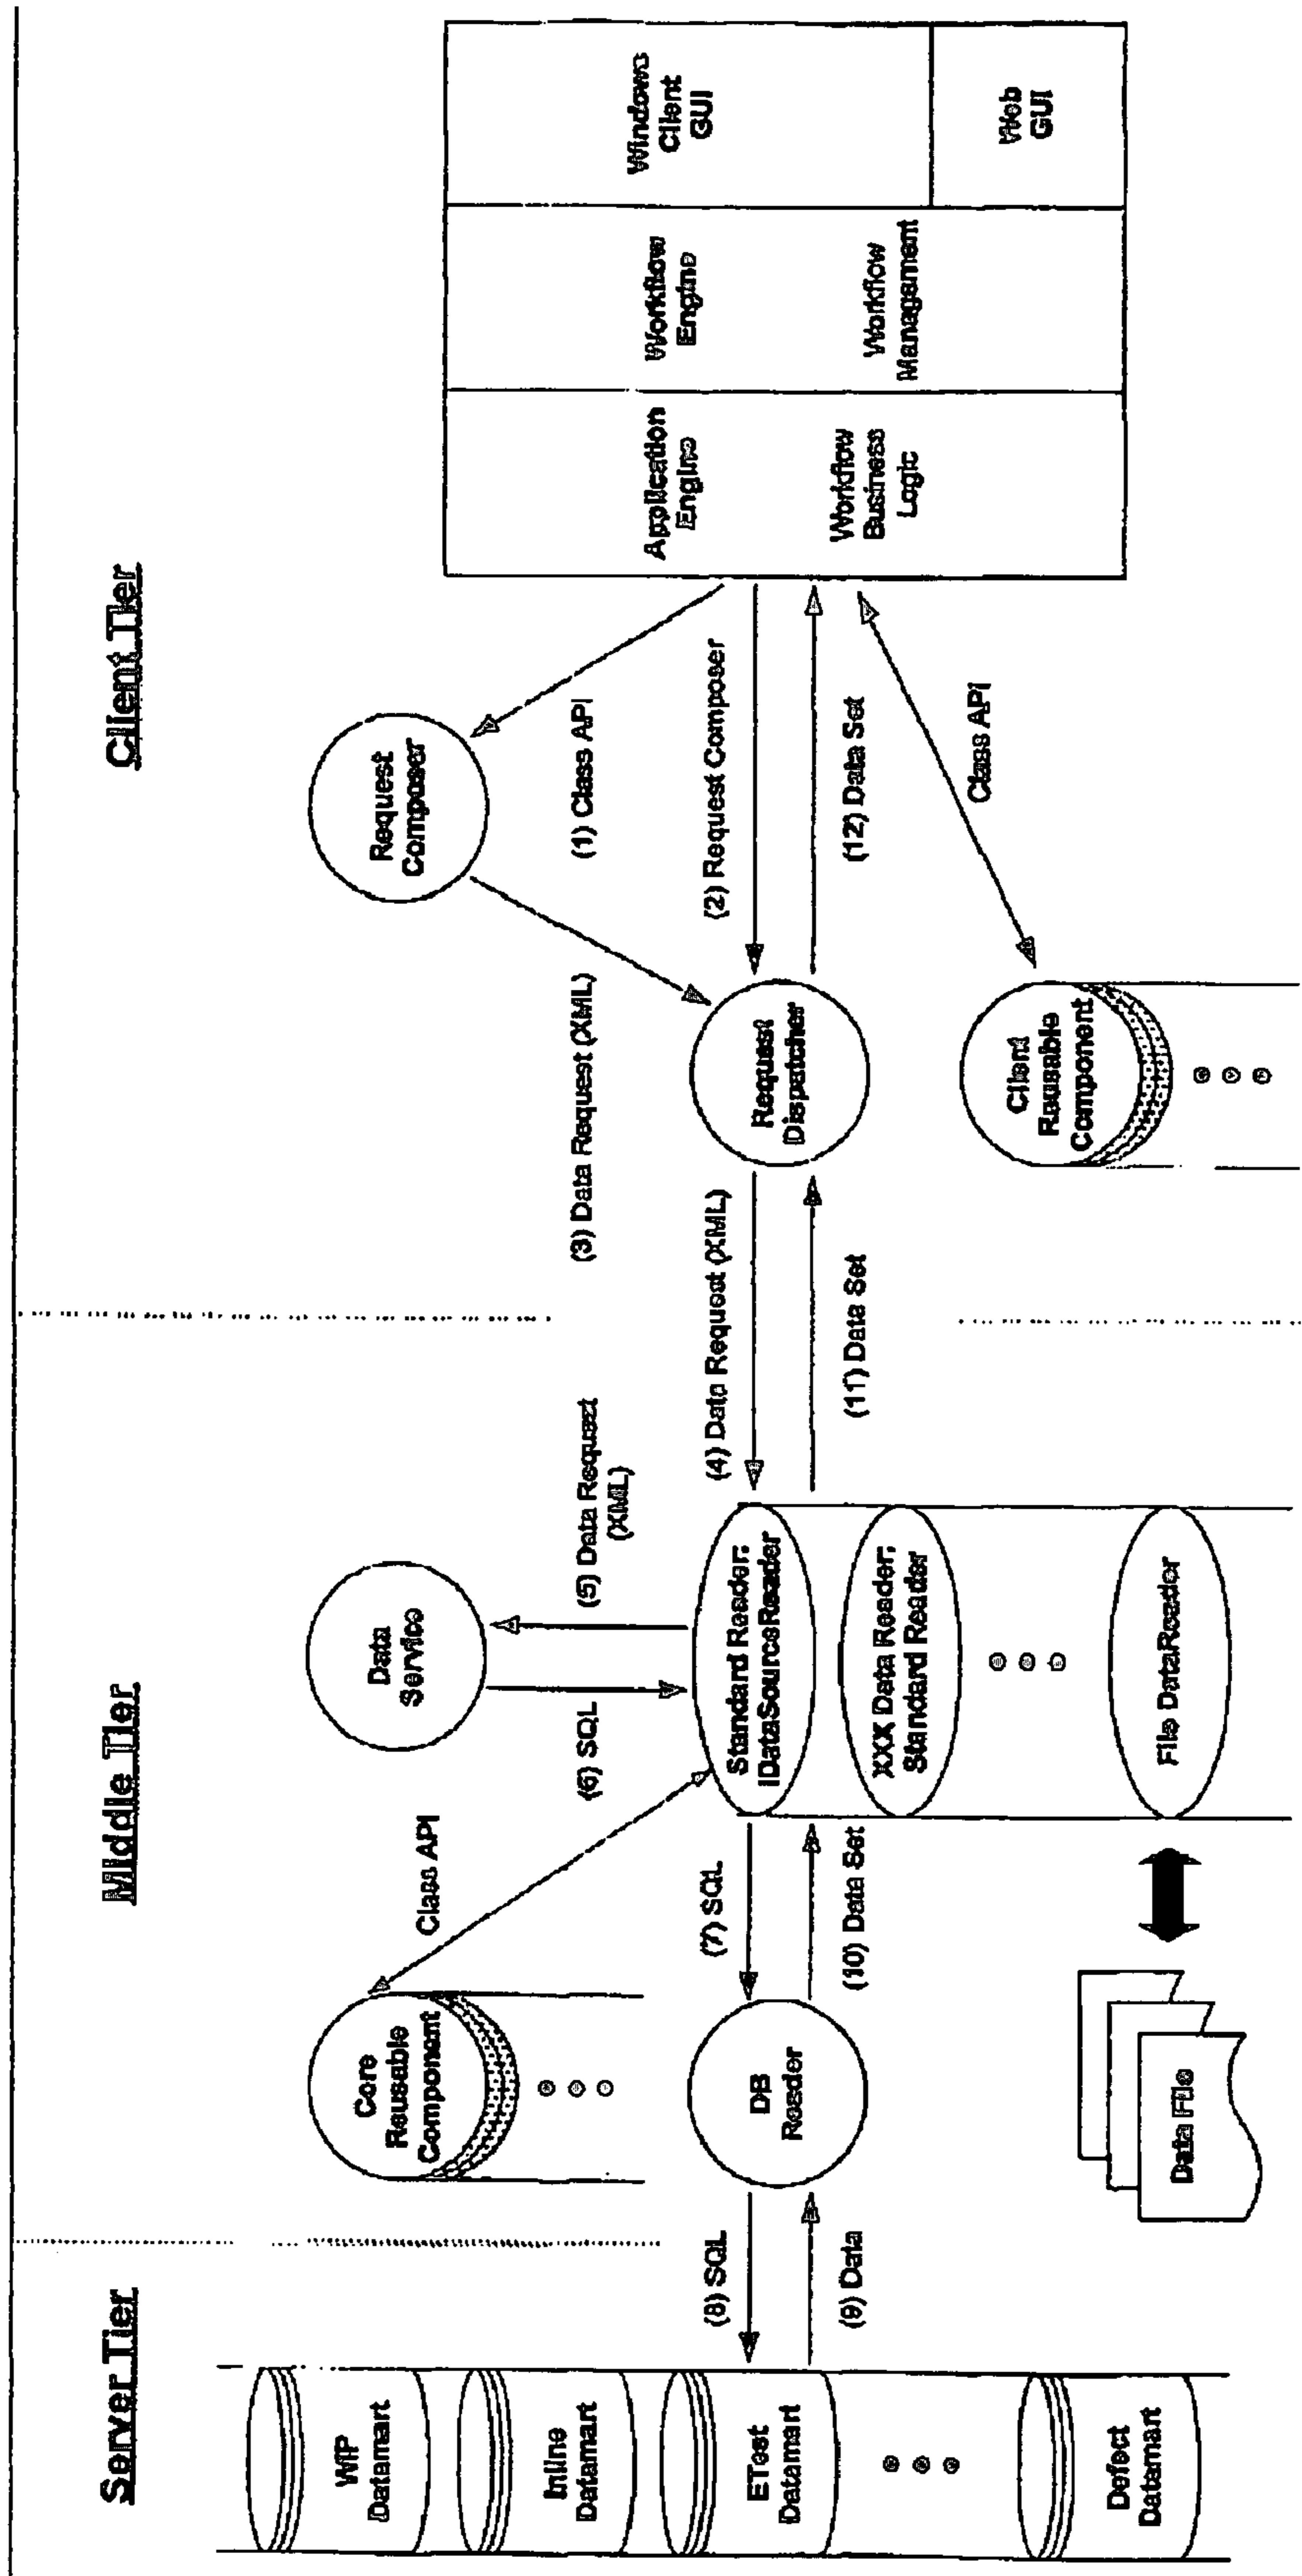 Server Tier
Middle Tier
Client Tier
WIP
Datamart
Inline
Datamart
ETest
Datamart
Defect
Datamart
(8) SQL
(9) Data
Core
Reusable
Component
Class API
DB
Reader
(7) SQL
(10) Data Set
Data File
Data
Service
(6) SQL
(5) Data Request
(XML)
Standard Reader:
IDataSourceReader
XXX Data Reader:
Standard Reader
File DataReader
(4) Data Request (XML)
(11) Data Set
(3) Data Request (XML)
Request
Composer
(1) Class API
Request
Dispatcher
(2) Request Composer
(12) Data Set
Class API
Client
Reusable
Component
Application
Engine
Workflow
Business
Logic
Workflow
Engine
Workflow
Management
Windows
Client
GUI
Web
GUI